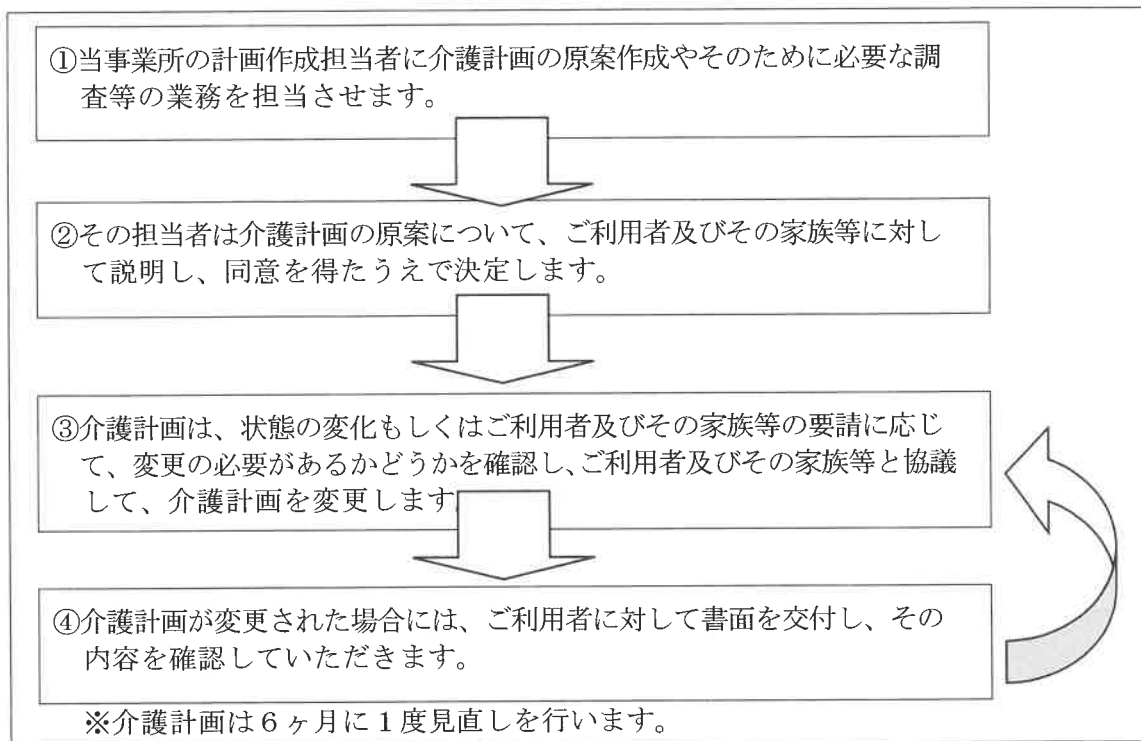 ①当事業所の計画作成担当者に介護計画の原案作成やそのために必要な調
査等の業務を担当させます。
②その担当者は介護計画の原案について、ご利用者及びその家族等に対し
て説明し、同意を得たうえで決定します。
③介護計画は、状態の変化もしくはご利用者及びその家族等の要請に応じ
て、変更の必要があるかどうかを確認し、ご利用者及びその家族等と協議
して、介護計画を変更します
④介護計画が変更された場合には、ご利用者に対して書面を交付し、その
内容を確認していただきます。
※介護計画は６ヶ月に１度見直しを行います。